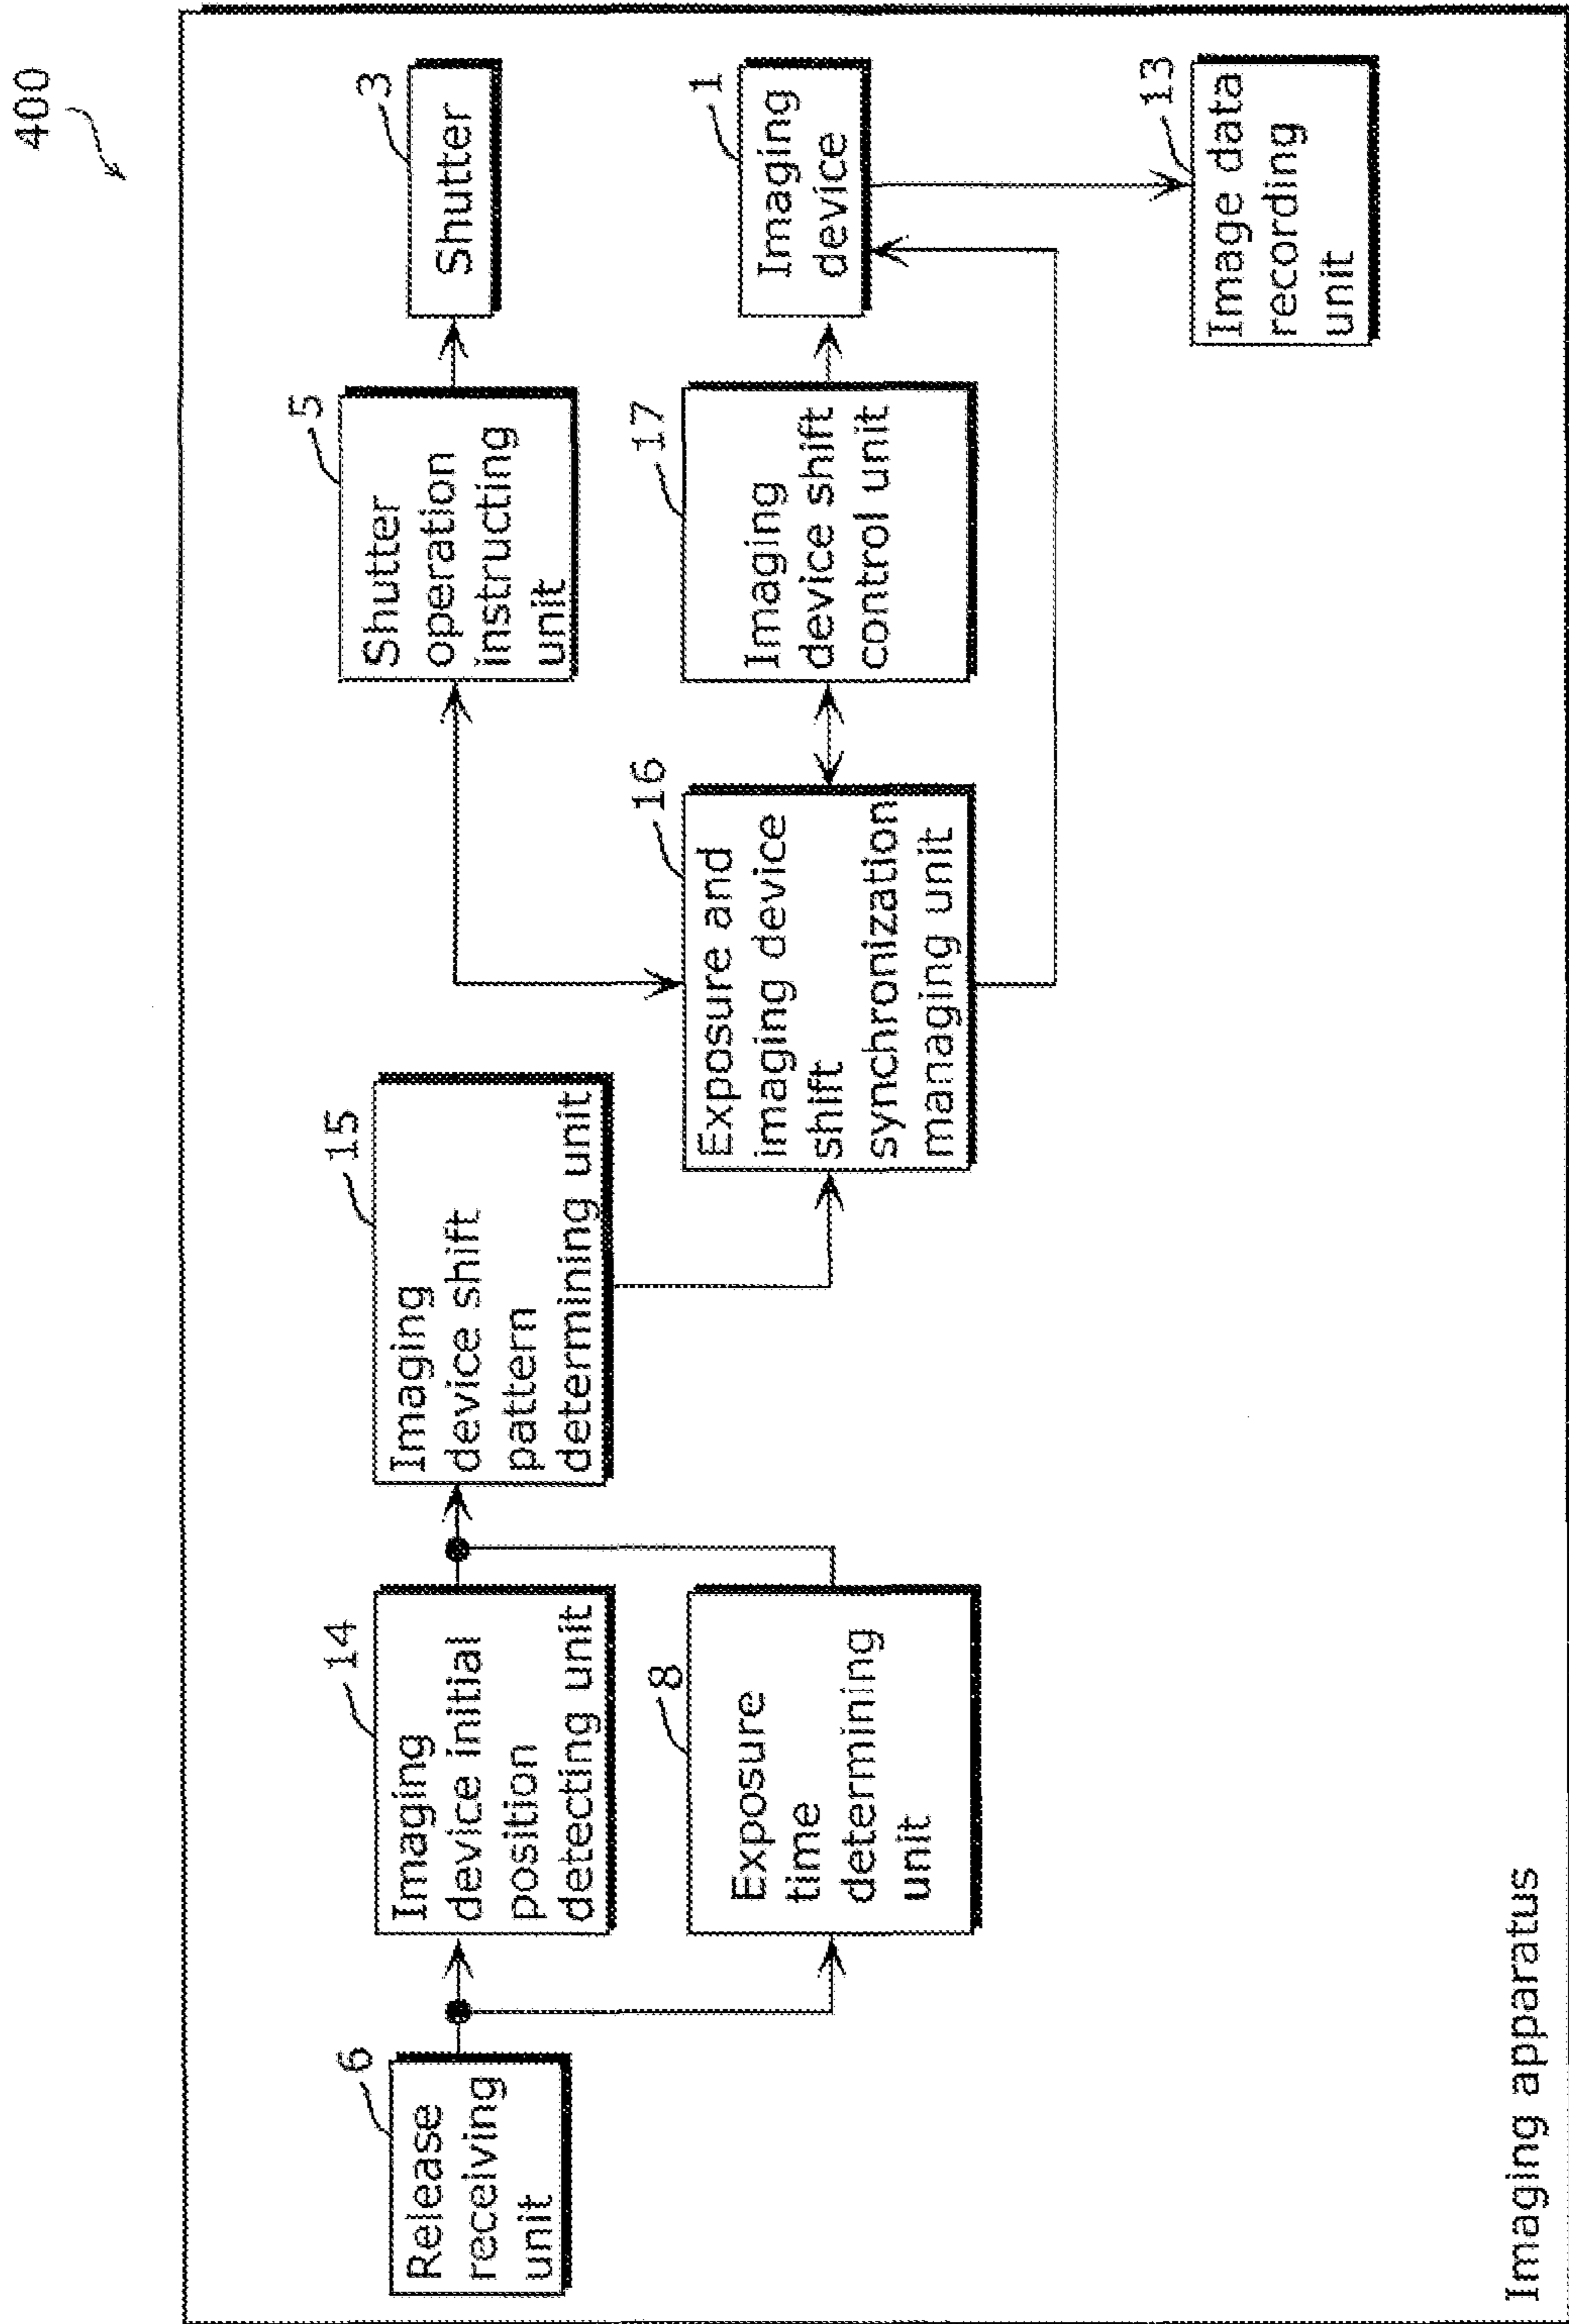 400
6
Release
receiving
unit
14
Imaging
device initial
position
detecting unit
8
Exposure
time
determining
unit
15
Imaging
device shift
pattern
determining unit
16
Exposure and
imaging device
shift
synchronization
managing unit
5
Shutter
operation
instructing
unit
17
Imaging
device shift
control unit
3
Shutter
1
Imaging
device
13
Image data
recording
unit
Imaging apparatus